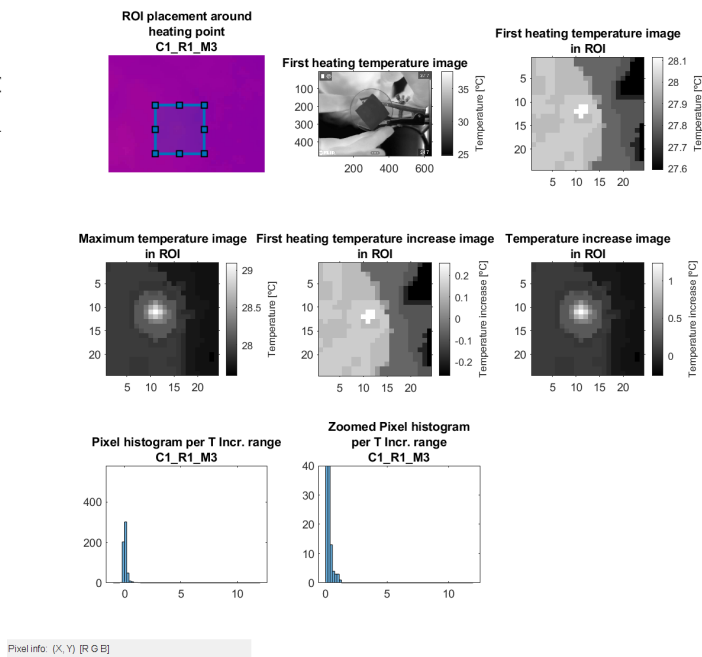 ROI placement around
heating point
C1_R1_M3
First heating temperature image
100
200
300
400
200 400 600
35
30
25
Temperature [ºC]
First heating temperature image
in ROI
5
10
15
20
5 10 15 20
28.1
28
27.9
27.8
27.7
27.6
Temperature [ºC]
Maximum temperature image
in ROI
5
10
15
20
5 10 15 20
29
28.5
28
Temperature [ºC]
First heating temperature increase image
in ROI
5
10
15
20
5 10 15 20
0.2
0.1
0
-0.1
-0.2
Temperature increase [ºC]
Temperature increase image
in ROI
5
10
15
20
5 10 15 20
1
0.5
0
Temperature increase [ºC]
Pixel histogram per T Incr. range
C1_R1_M3
400
200
0
0 5 10
Zoomed Pixel histogram
per T Incr. range
C1_R1_M3
40
30
20
10
0
0 5 10
Pixel info: (X, Y) [R G B]